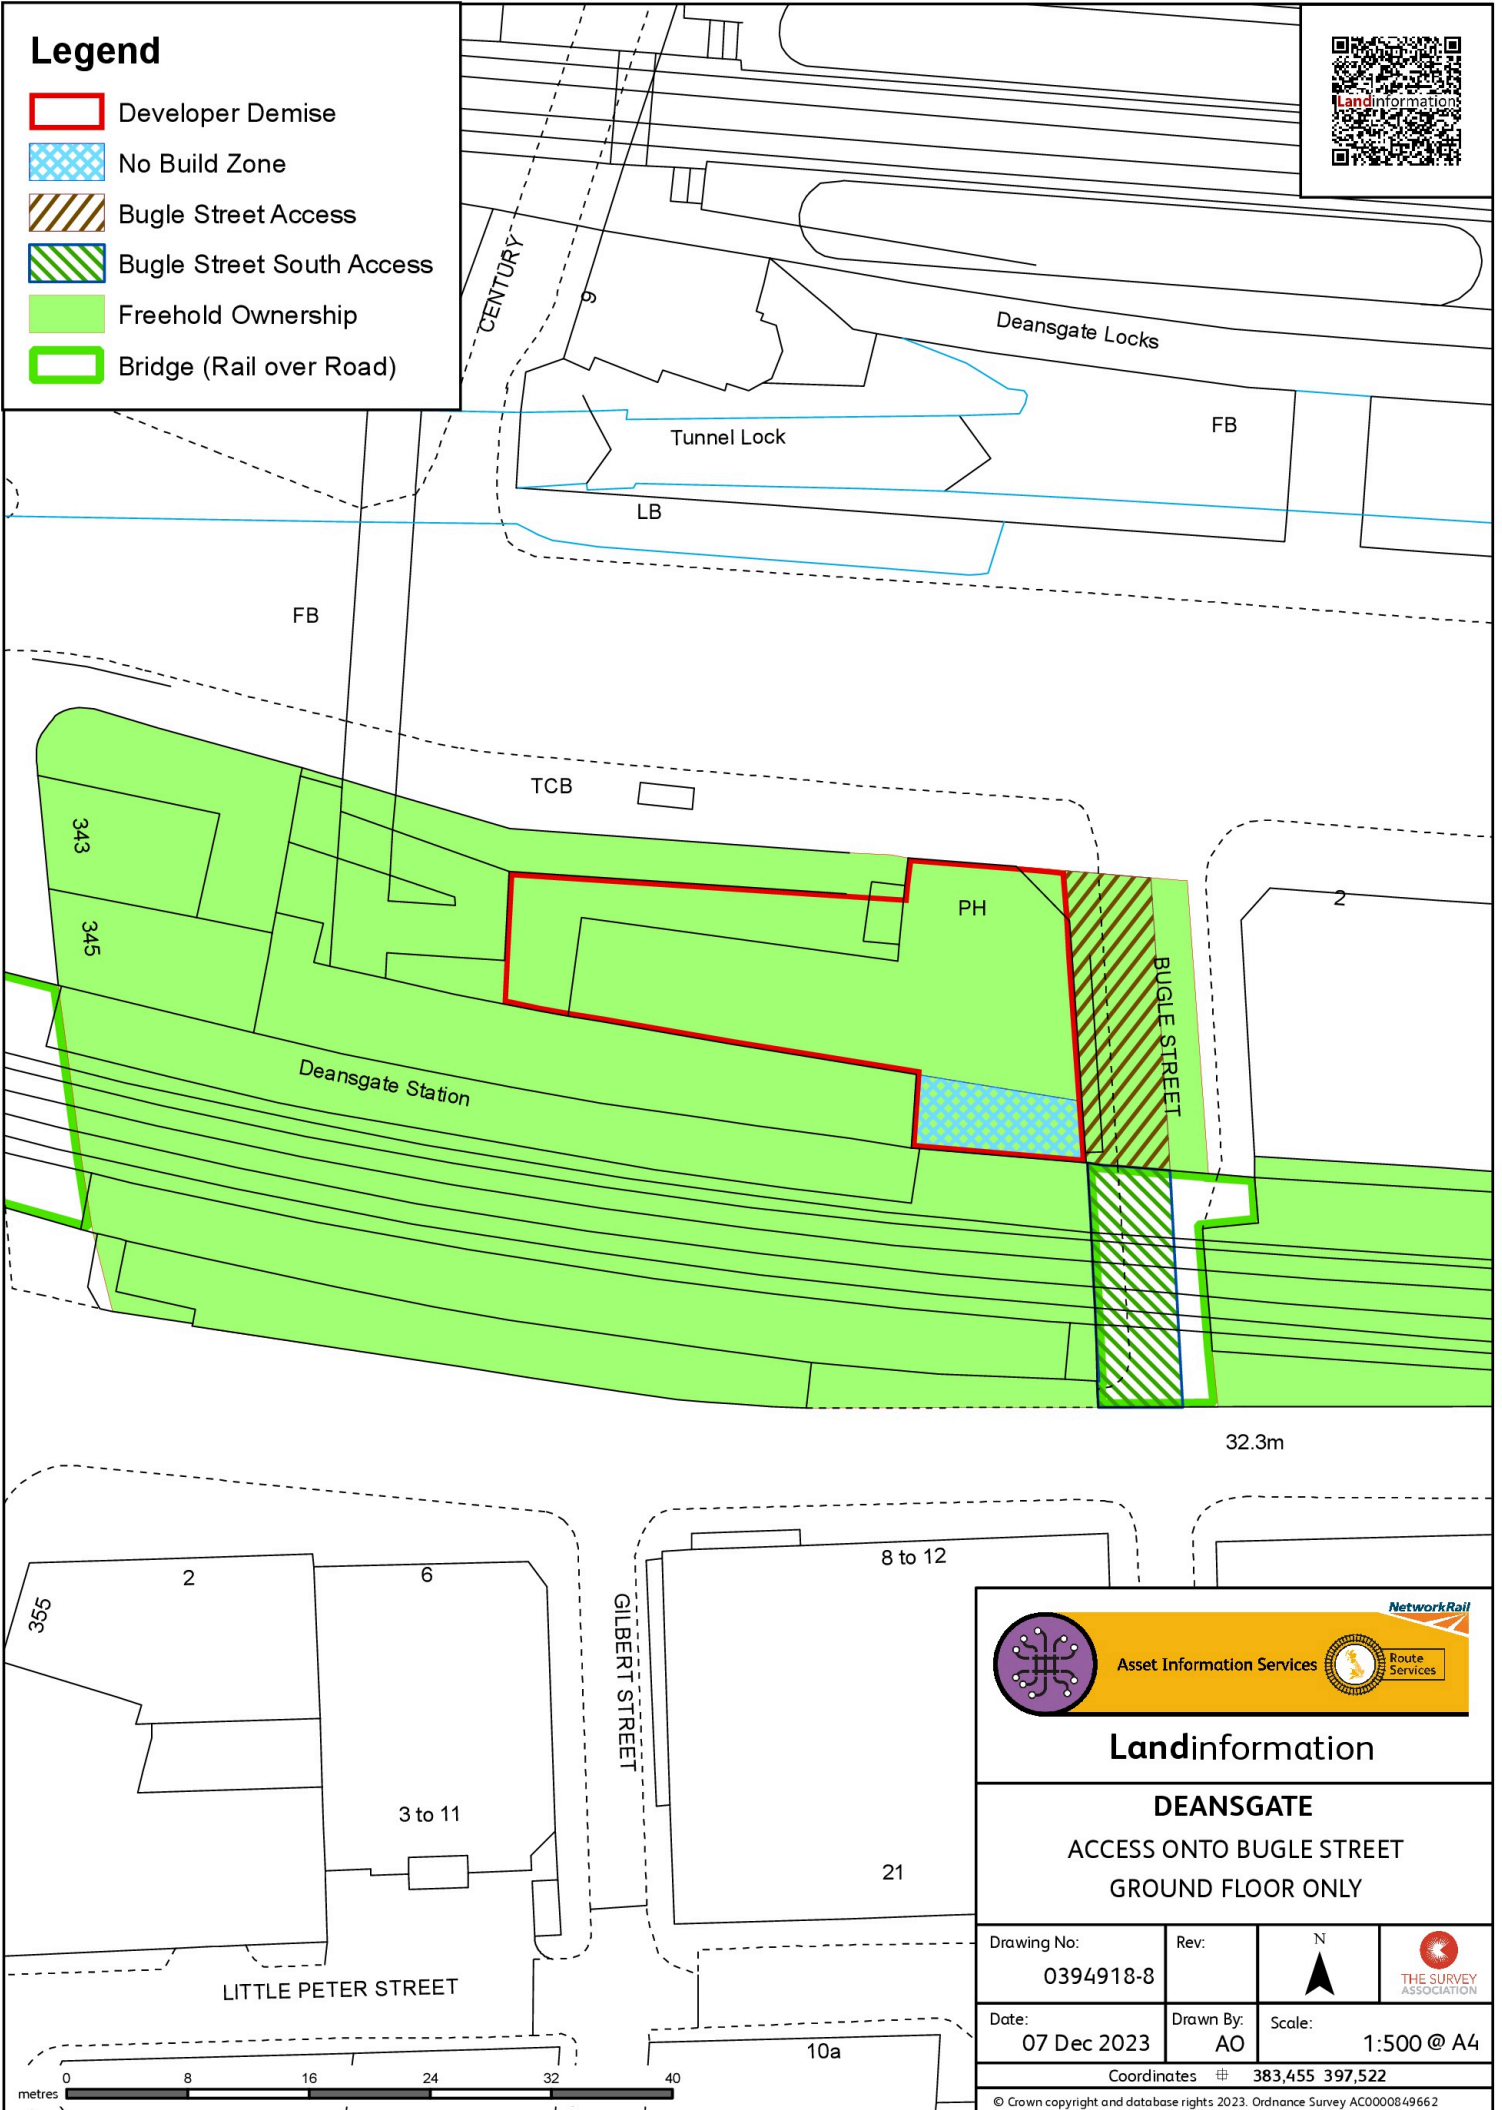 Legend
Developer Demise
No Build Zone
Bugle Street Access
Bugle Street South Access
Freehold Ownership
Bridge (Rail over Road)
Landinformation
CENTURY
9
Deansgate Locks
Tunnel Lock
FB
LB
FB
TCB
343
345
PH
2
BUGLE STREET
Deansgate Station
32.3m
355
2
6
8 to 12
GILBERT STREET
3 to 11
21
LITTLE PETER STREET
10a
metres 0 8 16 24 32 40
NetworkRail
Asset Information Services
Route
Services
Landinformation
DEANSGATE
ACCESS ONTO BUGLE STREET
GROUND FLOOR ONLY
Drawing No:
0394918-8
Rev:
N
THE SURVEY
ASSOCIATION
Date:
07 Dec 2023
Drawn By:
AO
Scale:
1:500 @ A4
Coordinates 383,455 397,522
© Crown copyright and database rights 2023. Ordnance Survey AC0000849662